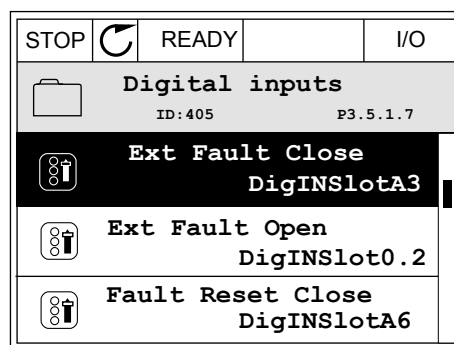 STOP READY I/O
Digital inputs
ID:405 P3.5.1.7
Ext Fault Close
DigINSlotA3
Ext Fault Open
DigINSlot0.2
Fault Reset Close
DigINSlotA6